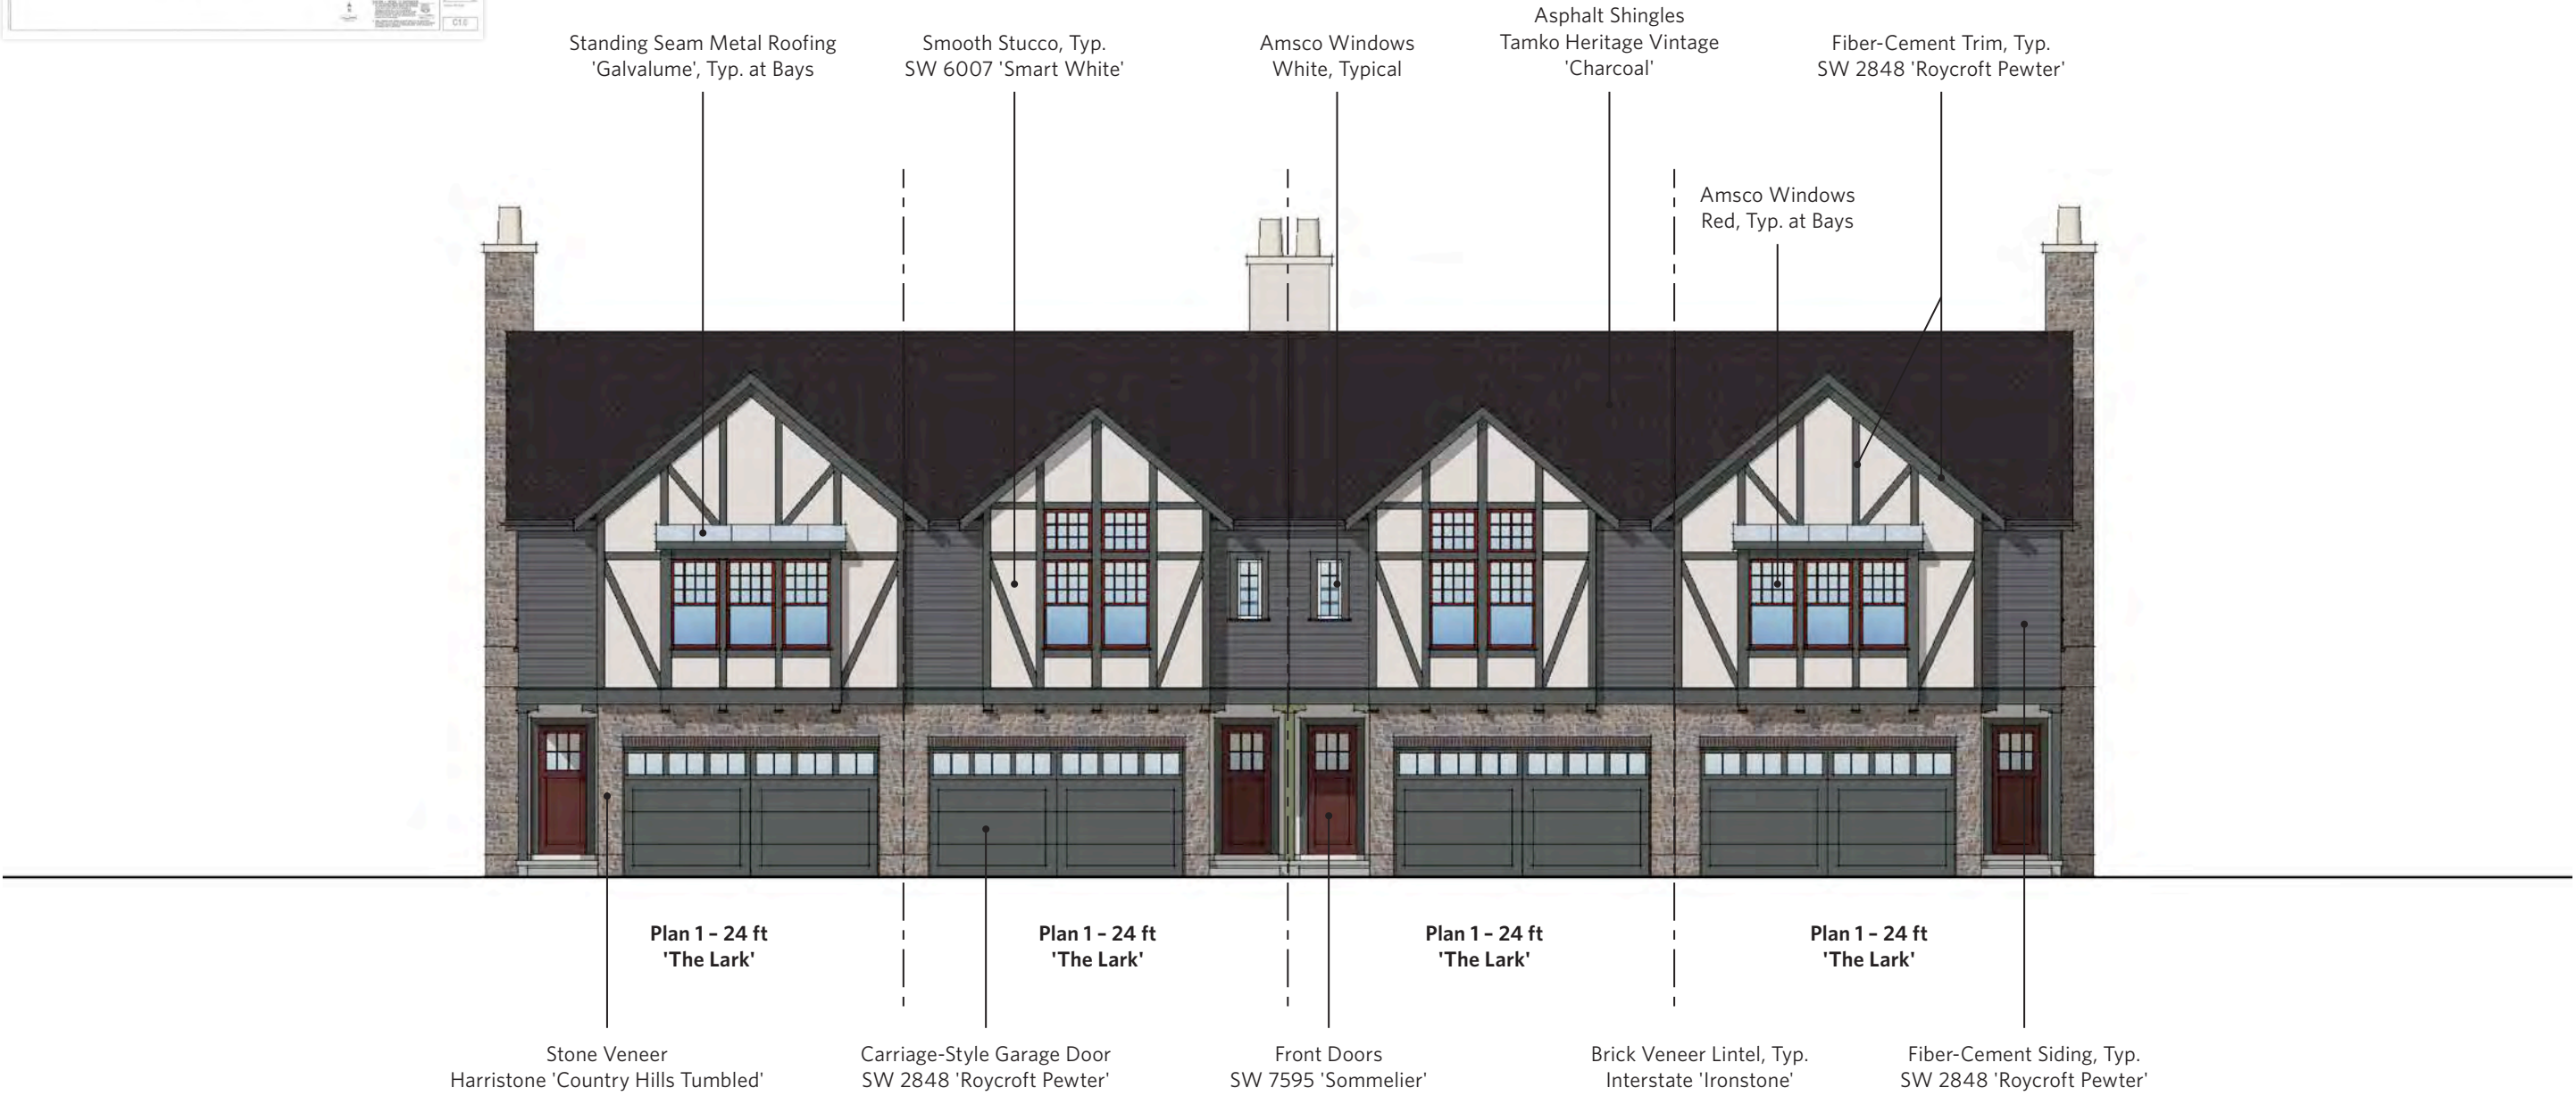 C1.0
Standing Seam Metal Roofing
'Galvalume', Typ. at Bays
Smooth Stucco, Typ.
SW 6007 'Smart White'
Amsco Windows
White, Typical
Asphalt Shingles
Tamko Heritage Vintage
'Charcoal'
Fiber-Cement Trim, Typ.
SW 2848 'Roycroft Pewter'
Amsco Windows
Red, Typ. at Bays
Plan 1 – 24 ft
'The Lark'
Plan 1 – 24 ft
'The Lark'
Plan 1 – 24 ft
'The Lark'
Plan 1 – 24 ft
'The Lark'
Stone Veneer
Harristone 'Country Hills Tumbled'
Carriage-Style Garage Door
SW 2848 'Roycroft Pewter'
Front Doors
SW 7595 'Sommelier'
Brick Veneer Lintel, Typ.
Interstate 'Ironstone'
Fiber-Cement Siding, Typ.
SW 2848 'Roycroft Pewter'